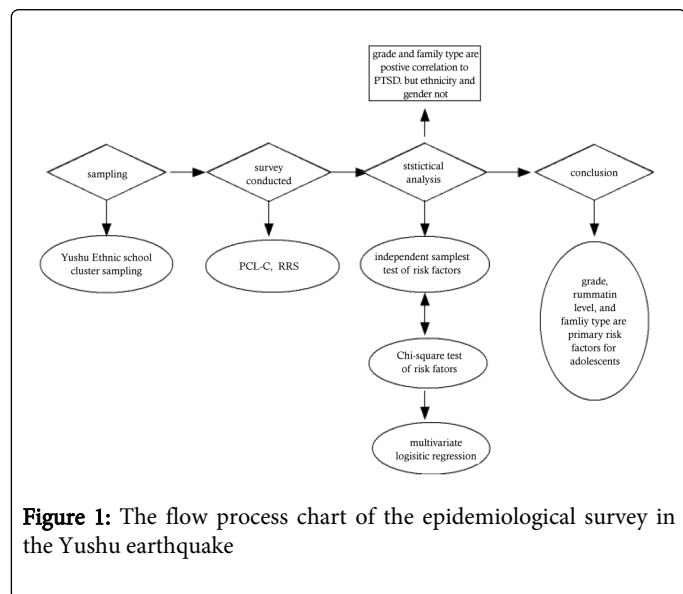 grade and family type are
postive correlation to
PTSD. but ethnicity and
gender not
sampling
survey
conducted
ststictical
analysis
conclusion
Yushu Ethnic school
cluster sampling
PCL-C, RRS
independent samplest
test of risk factors
grade,
rummatin
level, and
familiy type are
primary risk
factors for
adolescents
Chi-square test
of risk fators
multivariate
logisitic regression
Figure 1: The flow process chart of the epidemiological survey in
the Yushu earthquake